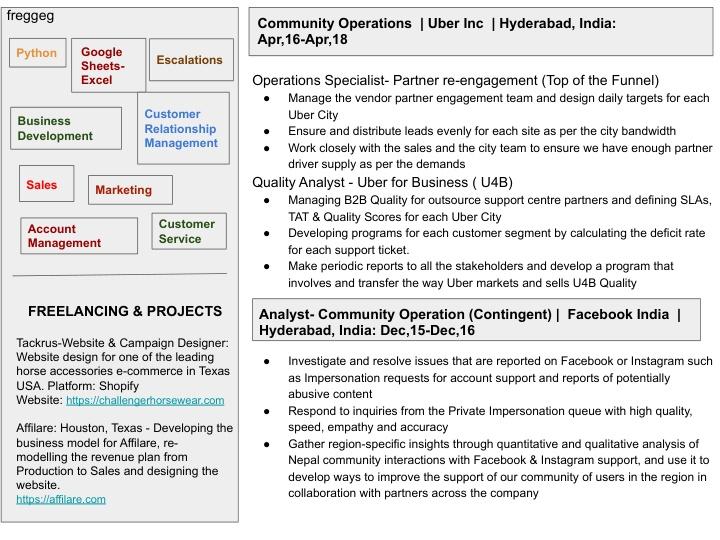 freggeg
Python
Google
Sheets-
Excel
Escalations
Business
Development
Customer
Relationship
Management
Sales
Marketing
Account
Management
Customer
Service
FREELANCING & PROJECTS
Tackrus-Website & Campaign Designer:
Website design for one of the leading
horse accessories e-commerce in Texas
USA. Platform: Shopify
Website: https://challengerhorsewear.com
Affilare: Houston, Texas - Developing the
business model for Affilare, re-
modelling the revenue plan from
Production to Sales and designing the
website.
https://affilare.com
Community Operations | Uber Inc | Hyderabad, India:
Apr,16-Apr,18
Operations Specialist- Partner re-engagement (Top of the Funnel)
● Manage the vendor partner engagement team and design daily targets for each
Uber City
● Ensure and distribute leads evenly for each site as per the city bandwidth
● Work closely with the sales and the city team to ensure we have enough partner
driver supply as per the demands
Quality Analyst - Uber for Business ( U4B)
● Managing B2B Quality for outsource support centre partners and defining SLAs,
TAT & Quality Scores for each Uber City
● Developing programs for each customer segment by calculating the deficit rate
for each support ticket.
● Make periodic reports to all the stakeholders and develop a program that
involves and transfer the way Uber markets and sells U4B Quality
Analyst- Community Operation (Contingent) | Facebook India |
Hyderabad, India: Dec,15-Dec,16
● Investigate and resolve issues that are reported on Facebook or Instagram such
as Impersonation requests for account support and reports of potentially
abusive content
● Respond to inquiries from the Private Impersonation queue with high quality,
speed, empathy and accuracy
● Gather region-specific insights through quantitative and qualitative analysis of
Nepal community interactions with Facebook & Instagram support, and use it to
develop ways to improve the support of our community of users in the region in
collaboration with partners across the company